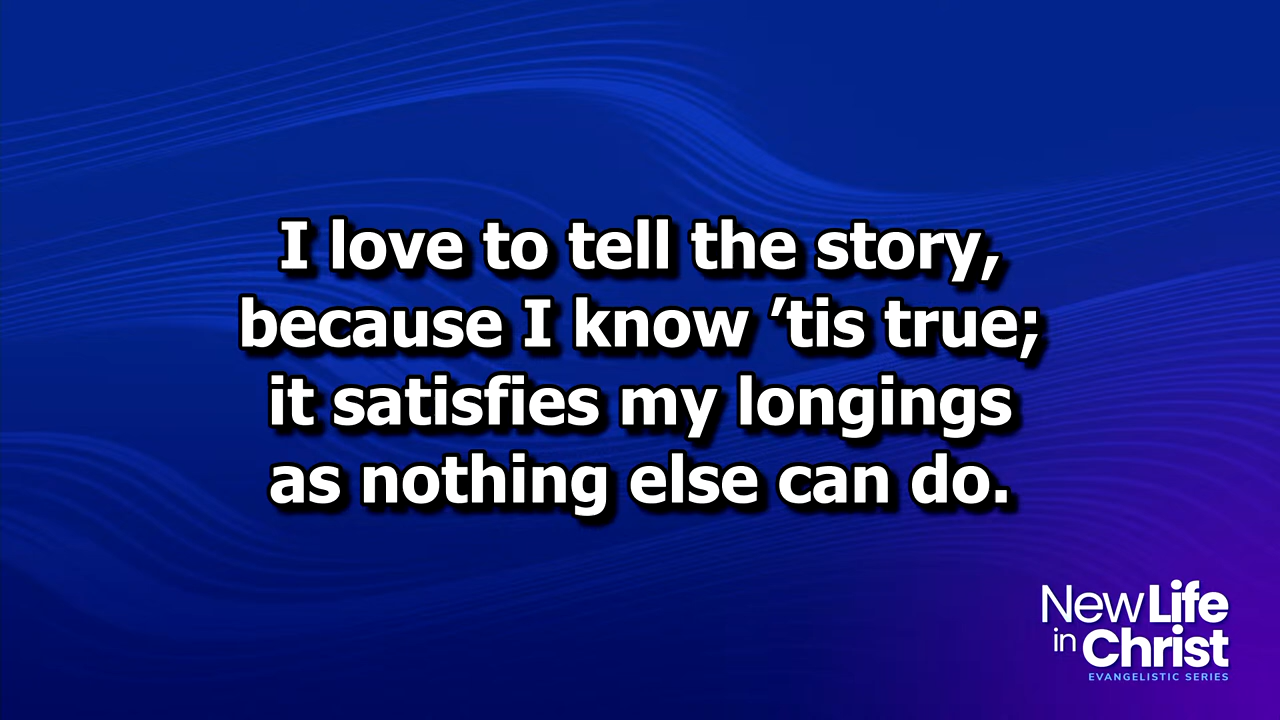 I love to tell the story,
because I know ’tis true;
it satisfies my longings
as nothing else can do.
New Life
in Christ
EVANGELISTIC SERIES